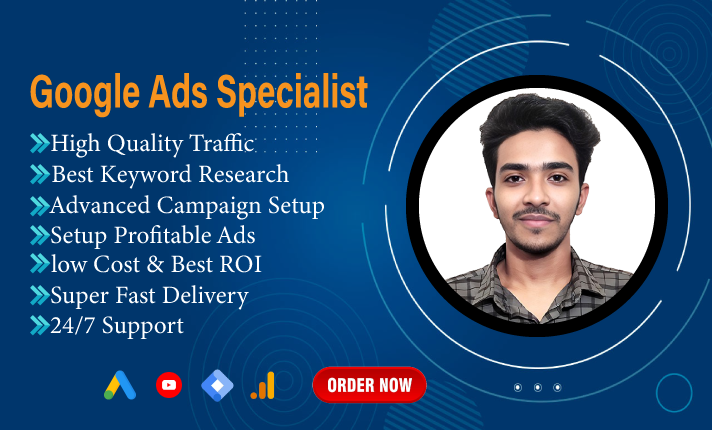 Google Ads Specialist
High Quality Traffic
Best Keyword Research
Advanced Campaign Setup
Setup Profitable Ads
low Cost & Best ROI
Super Fast Delivery
24/7 Support
ORDER NOW